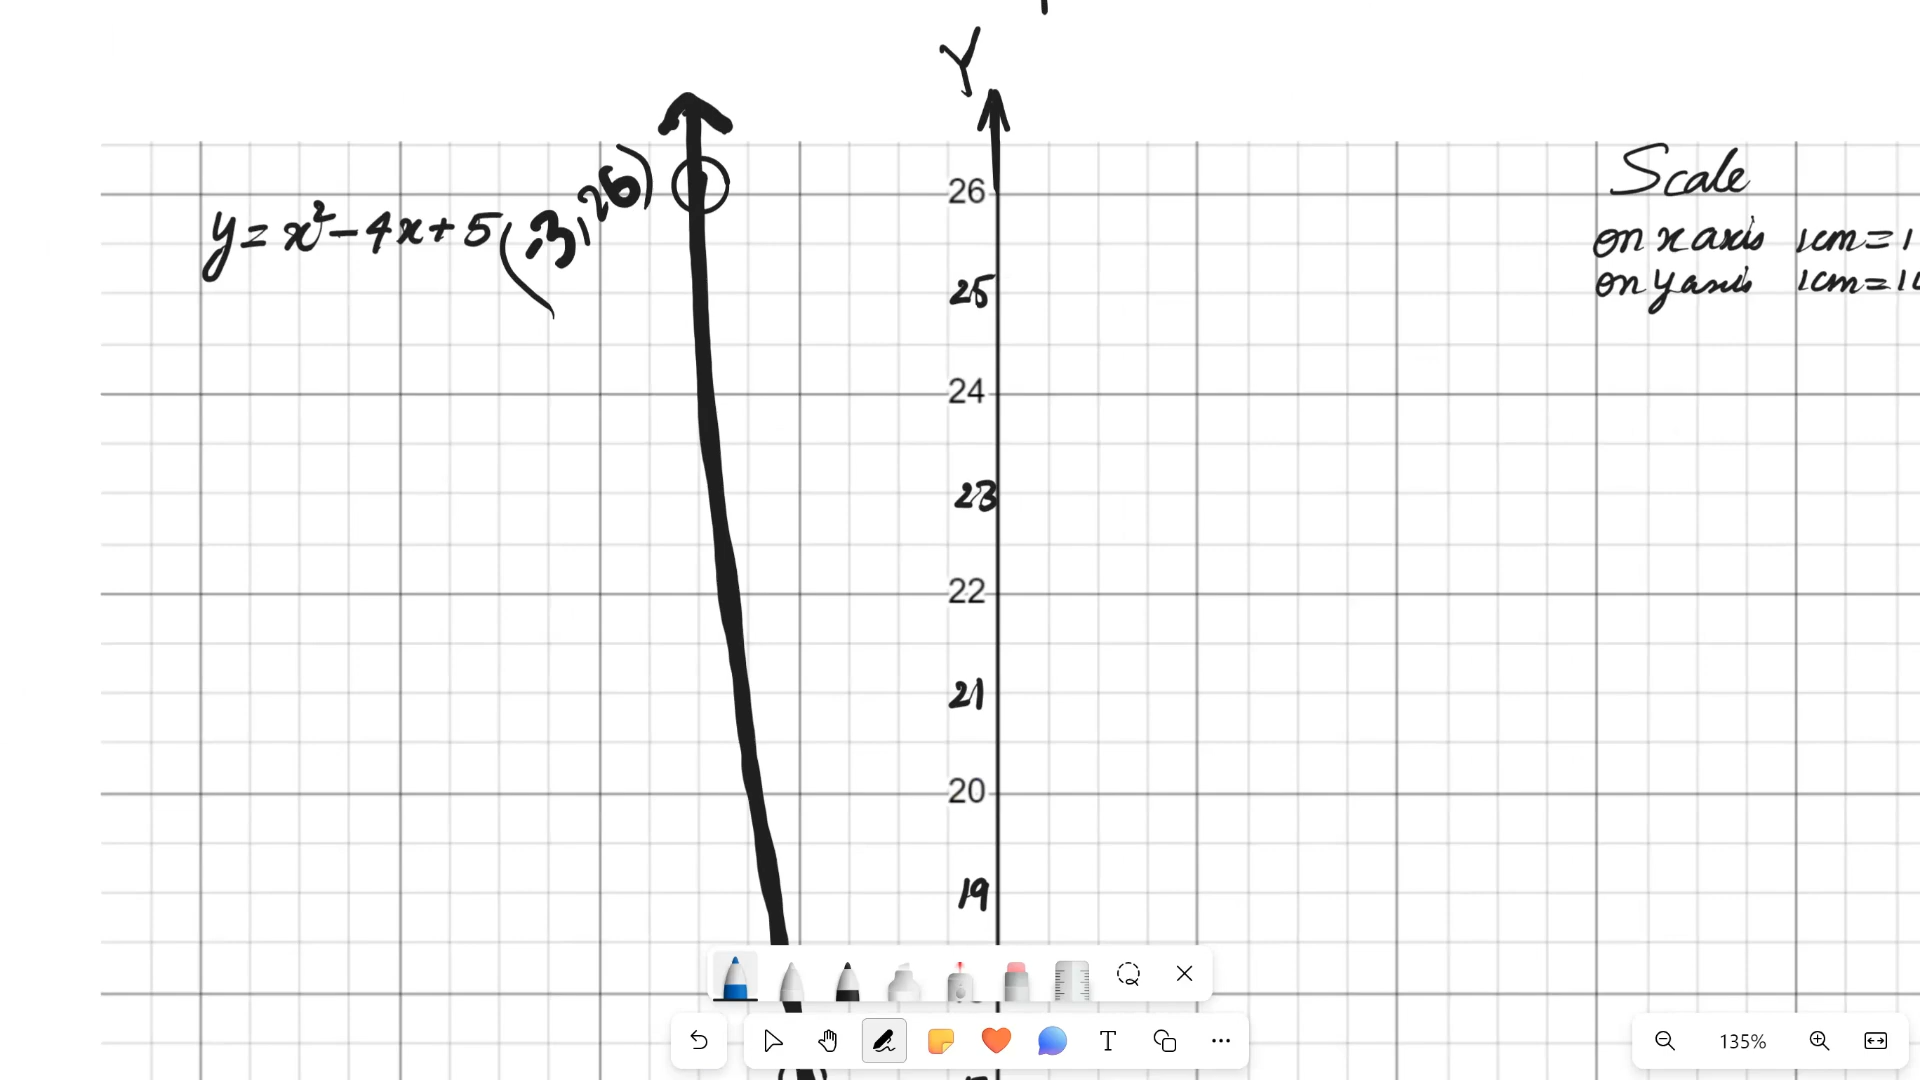 Y
y = x² - 4x + 5 (-3, 26)
26
25
24
23
22
21
20
19
Scale
on x axis 1cm = 1
on y axis 1cm = 1
135%
T